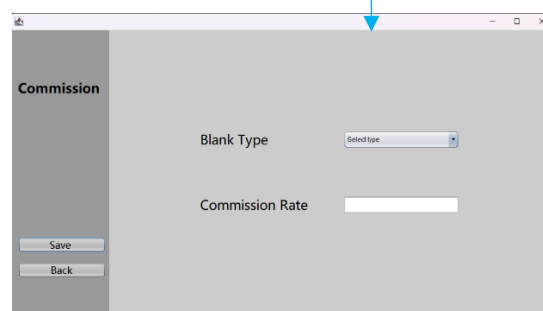 Commission
Blank Type
Select type
Commission Rate
Save
Back